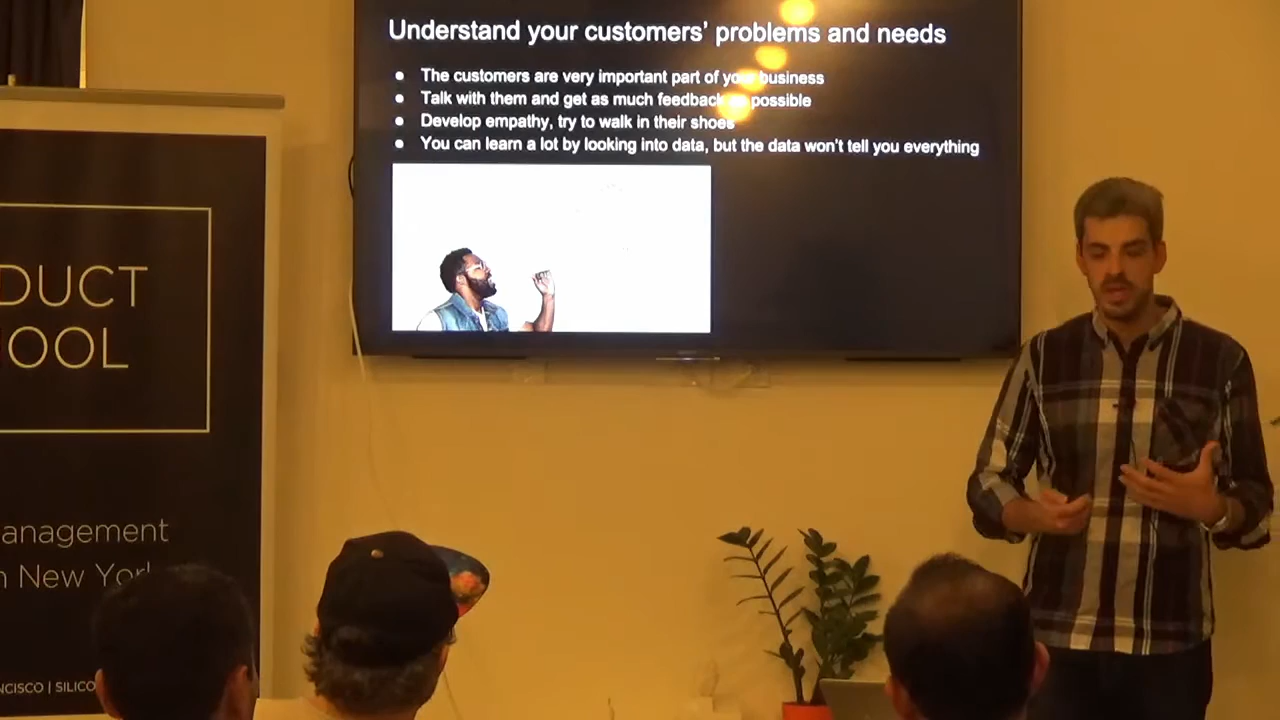 Understand your customers' problems and needs
The customers are very important part of your business
Talk with them and get as much feedback as possible
Develop empathy, try to walk in their shoes
You can learn a lot by looking into data, but the data won't tell you everything
DUCT
OOL
anagement
New York
NCISCO | SILICO